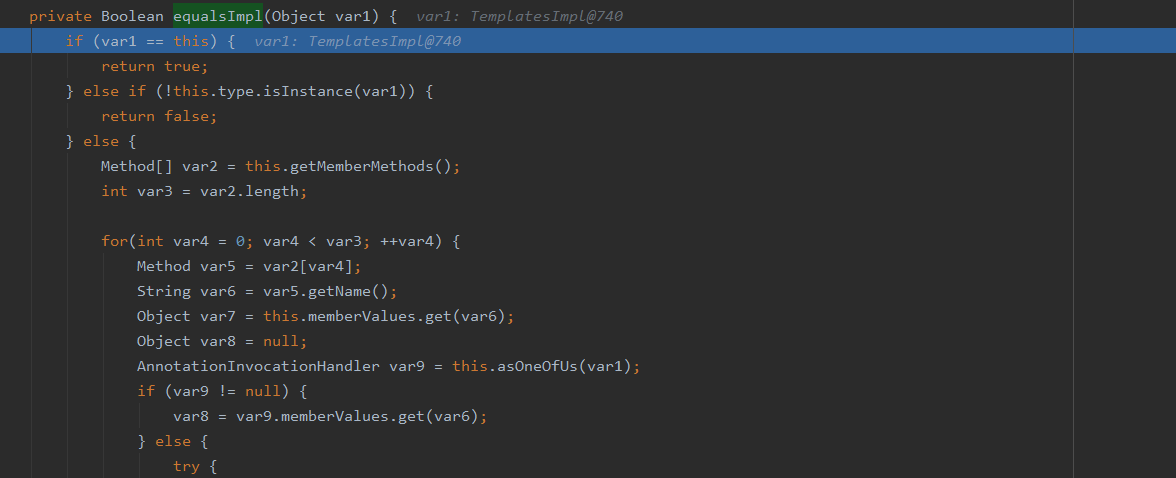 private Boolean equalsImpl(Object var1) {  var1: TemplatesImpl@740
    if (var1 == this) {  var1: TemplatesImpl@740
        return true;
    } else if (!this.type.isInstance(var1)) {
        return false;
    } else {
        Method[] var2 = this.getMemberMethods();
        int var3 = var2.length;

        for(int var4 = 0; var4 < var3; ++var4) {
            Method var5 = var2[var4];
            String var6 = var5.getName();
            Object var7 = this.memberValues.get(var6);
            Object var8 = null;
            AnnotationInvocationHandler var9 = this.asOneOfUs(var1);
            if (var9 != null) {
                var8 = var9.memberValues.get(var6);
            } else {
                try {